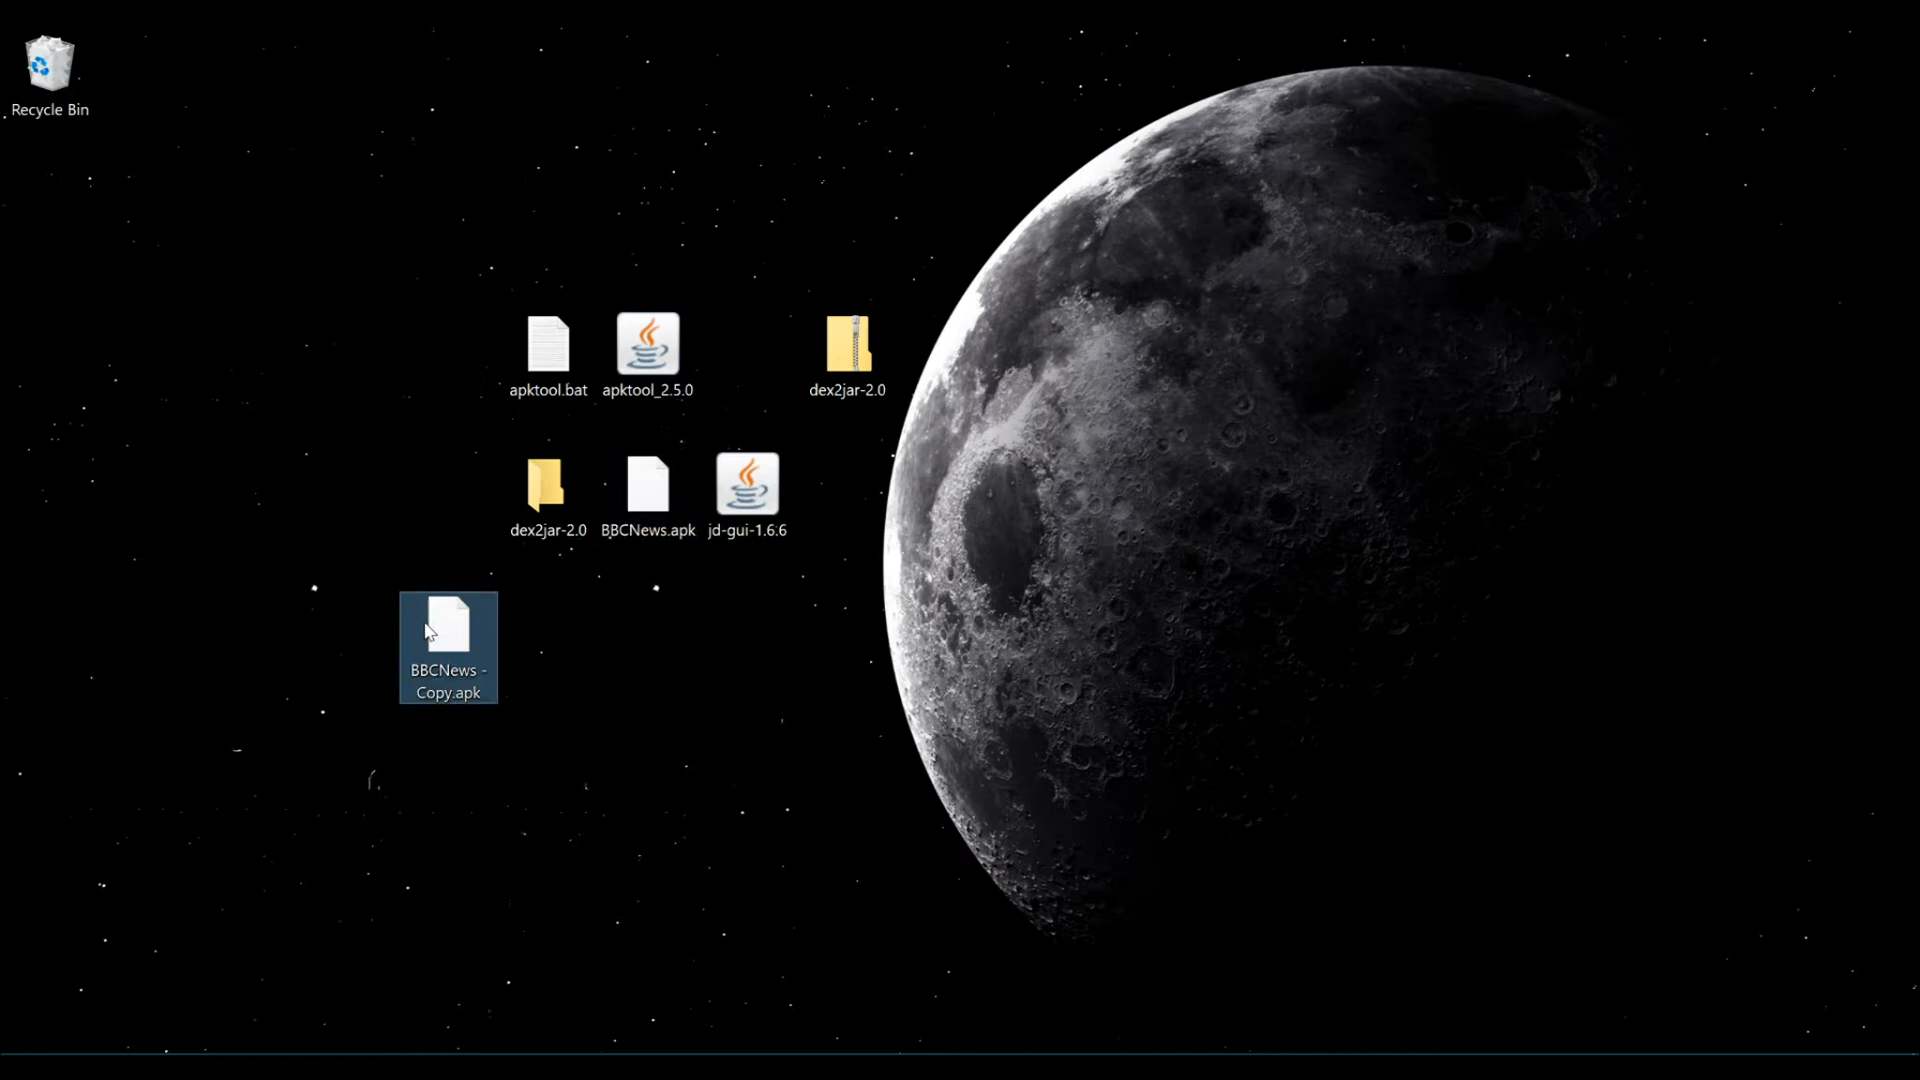 Recycle Bin
apktool.bat
apktool_2.5.0
dex2jar-2.0
dex2jar-2.0
BBCNews.apk
jd-gui-1.6.6
BBCNews -
Copy.apk